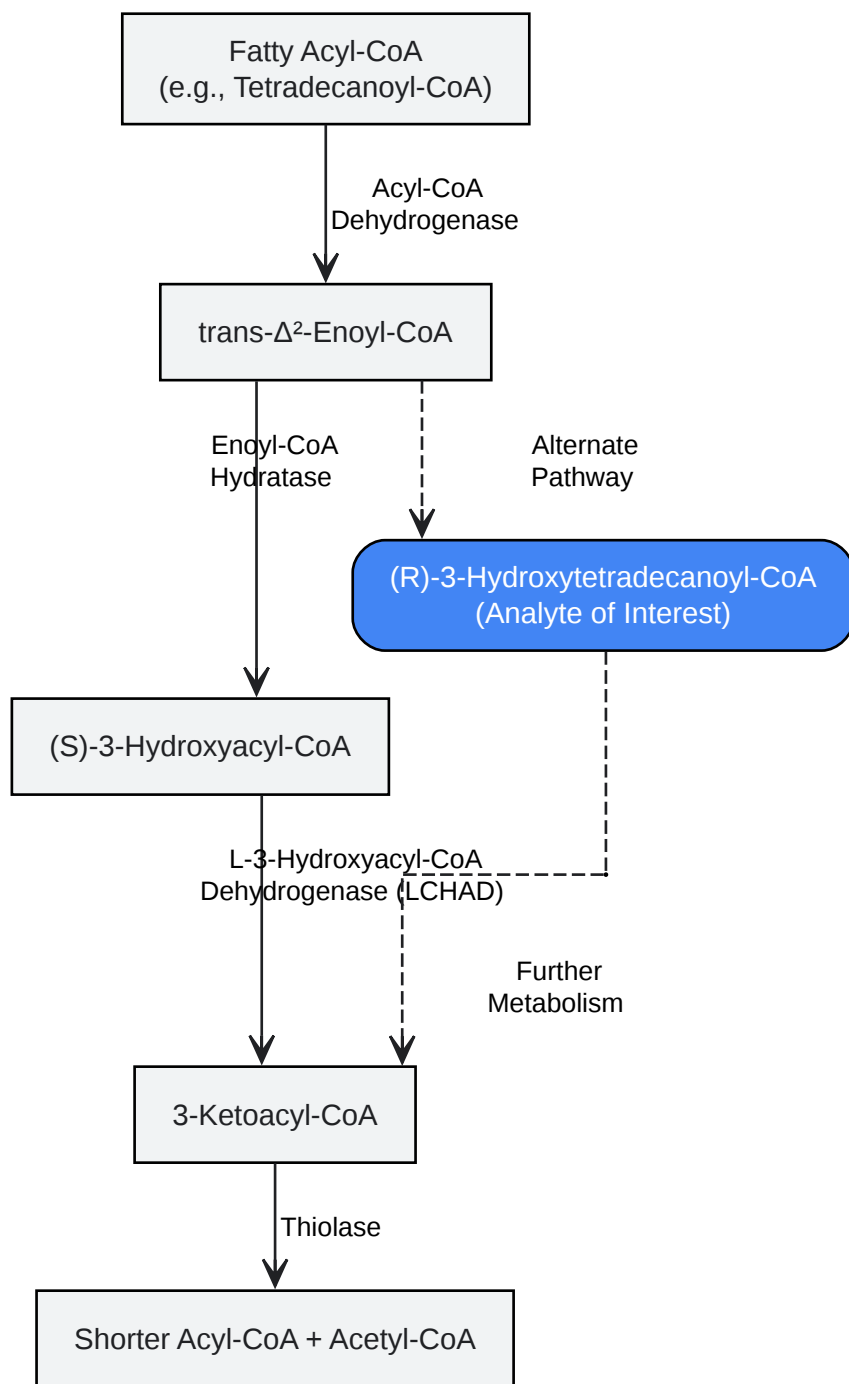 Fatty Acyl-CoA
(e.g., Tetradecanoyl-CoA)
Acyl-CoA
Dehydrogenase
trans-Δ²-Enoyl-CoA
Enoyl-CoA
Hydratase
Alternate
Pathway
(R)-3-Hydroxytetradecanoyl-CoA
(Analyte of Interest)
(S)-3-Hydroxyacyl-CoA
L-3-Hydroxyacyl-CoA
Dehydrogenase (LCHAD)
Further
Metabolism
3-Ketoacyl-CoA
Thiolase
Shorter Acyl-CoA + Acetyl-CoA